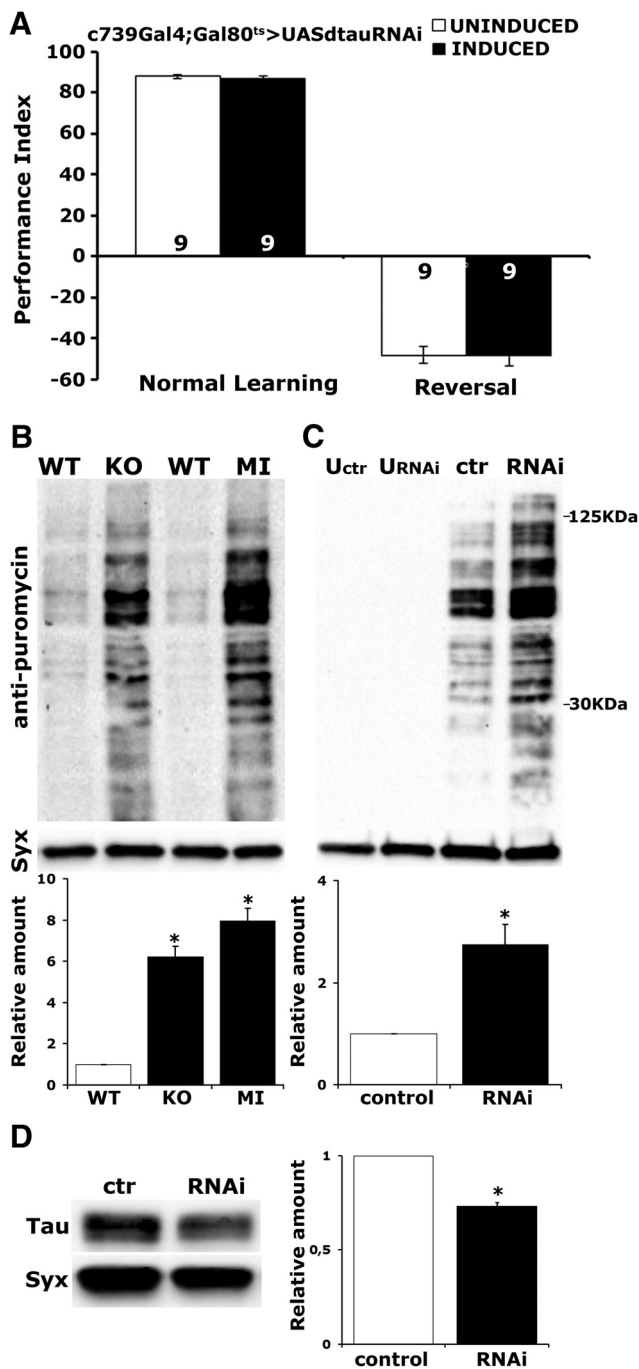 A
c739Gal4;Gal80ts>UASdtauRNAi
UNINDUCED
INDUCED
Performance Index
100
80
60
40
20
0
-20
-40
-60
9
9
9
9
Normal Learning
Reversal
B
WT KO WT MI
anti-puromycin
Syx
Relative amount
10
8
6
4
2
0
*
*
WT KO MI
C
Uctr URNAi ctr RNAi
125KDa
30KDa
Relative amount
4
2
0
*
control RNAi
D
ctr RNAi
Tau
Syx
Relative amount
1
0,5
0
*
control RNAi